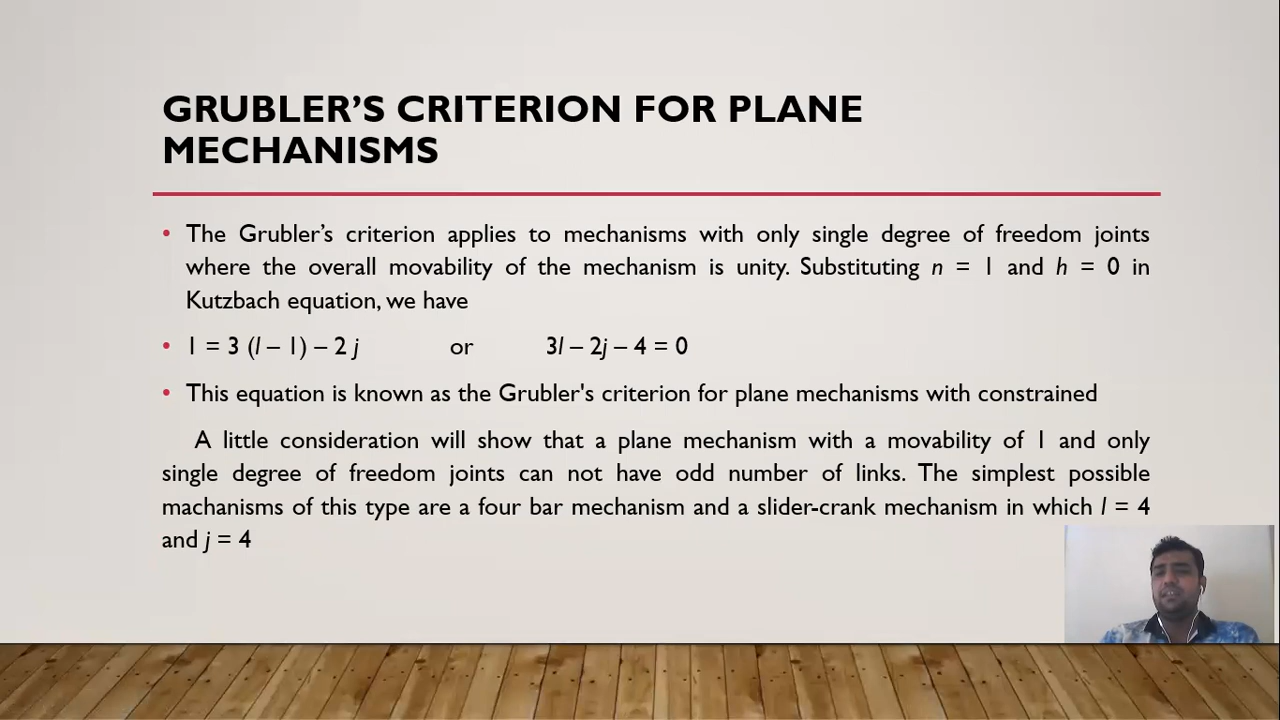 GRUBLER’S CRITERION FOR PLANE
MECHANISMS
• The Grubler’s criterion applies to mechanisms with only single degree of freedom joints
where the overall movability of the mechanism is unity. Substituting n = 1 and h = 0 in
Kutzbach equation, we have
• 1 = 3 (l – 1) – 2 j or 3l – 2j – 4 = 0
• This equation is known as the Grubler's criterion for plane mechanisms with constrained
A little consideration will show that a plane mechanism with a movability of 1 and only
single degree of freedom joints can not have odd number of links. The simplest possible
machanisms of this type are a four bar mechanism and a slider-crank mechanism in which l = 4
and j = 4